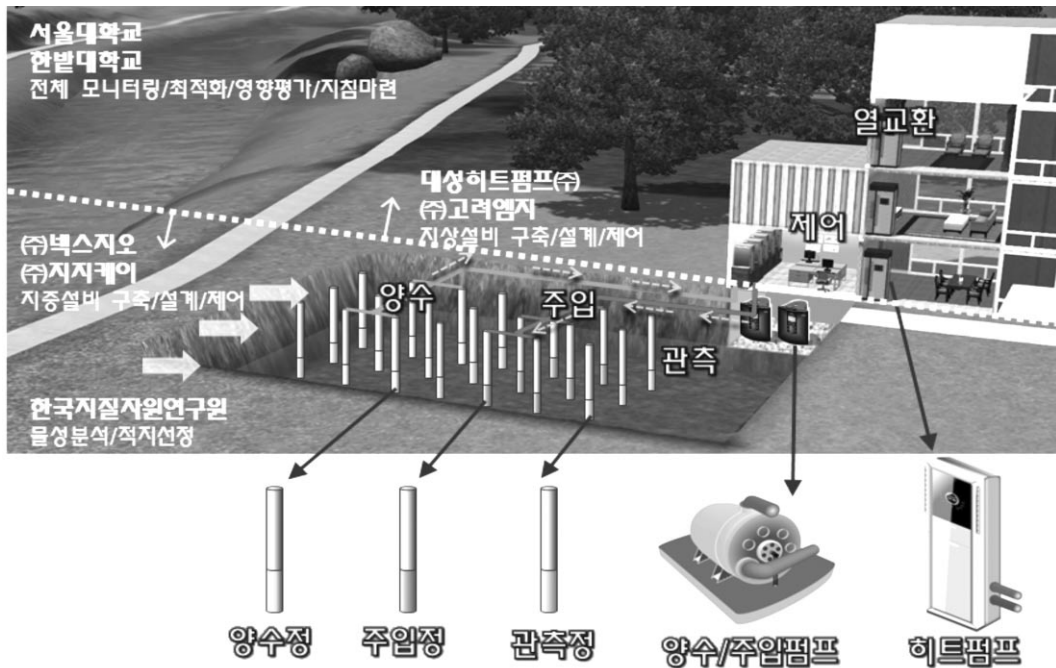 서울대학교
한밭대학교
전체 모니터링/최적화/영향평가/지침마련
열교환
대성히트펌프㈜
㈜고려엠지
지상설비 구축/설계/제어
제어
㈜넥스지오
㈜지지케이
지중설비 구축/설계/제어
양수
주입
관측
한국지질자원연구원
물성분석/적지선정
양수정
주입정
관측정
양수/주입펌프
히트펌프